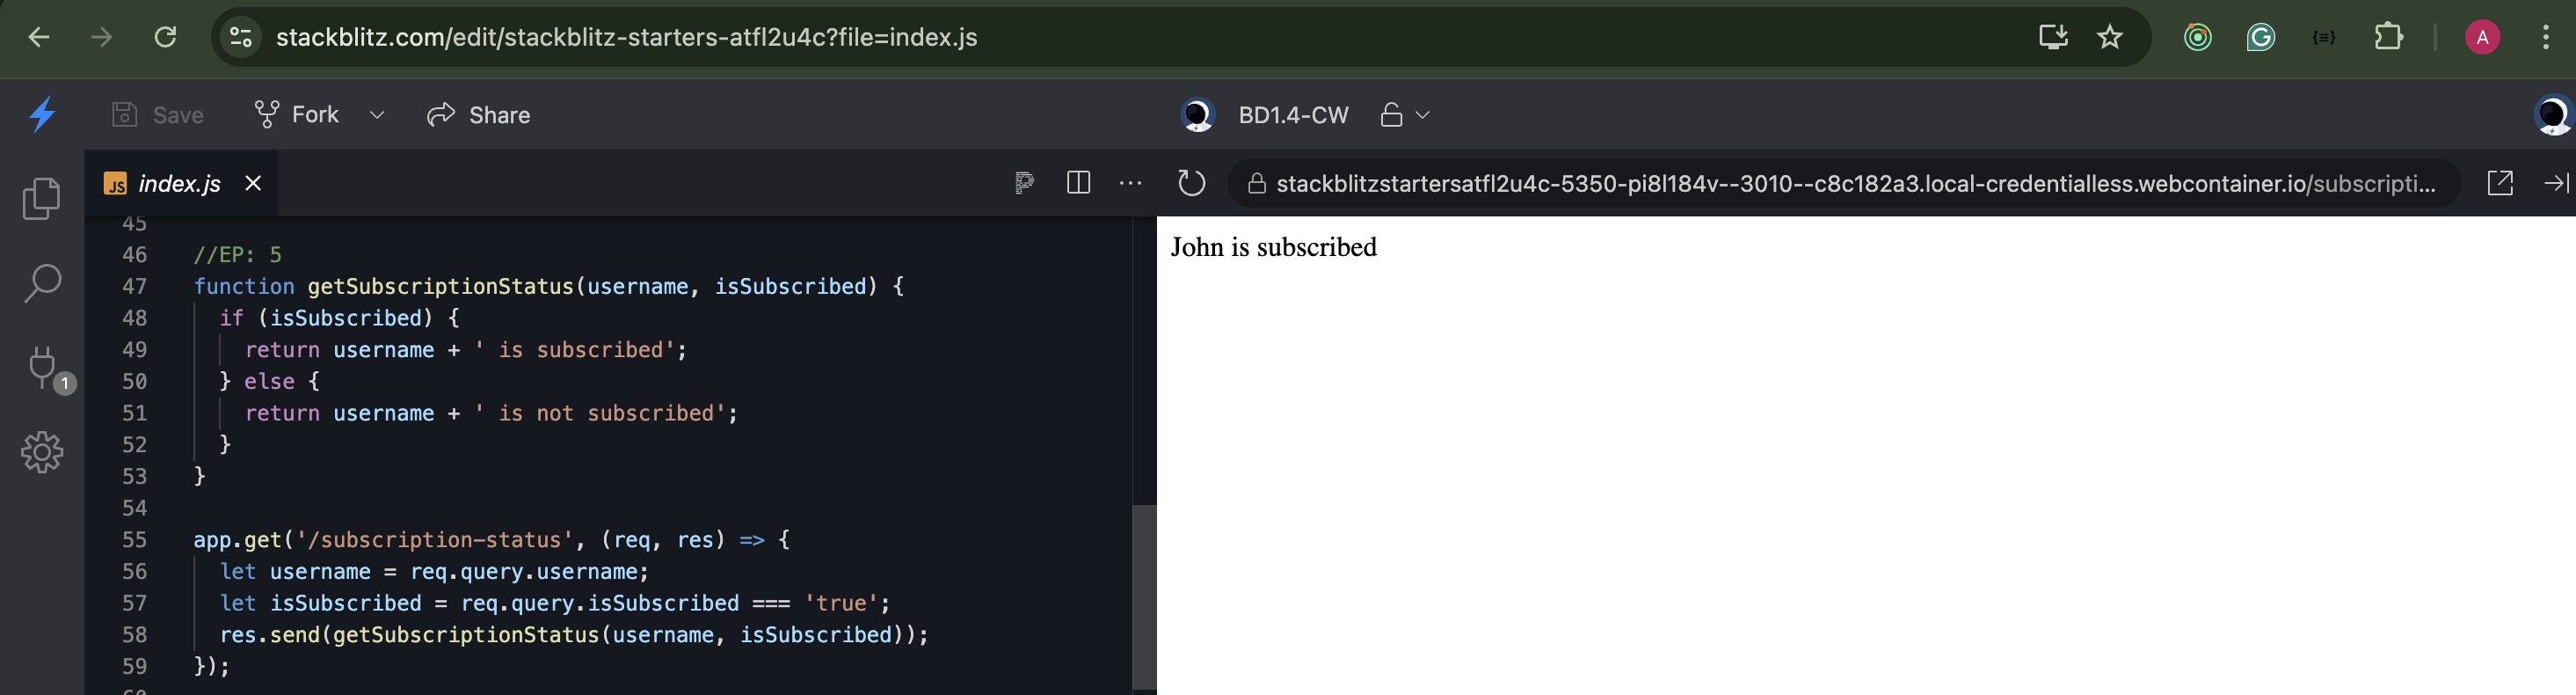 stackblitz.com/edit/stackblitz-starters-atfl2u4c?file=index.js
A
Save
Fork
Share
BD1.4-CW
JS index.js
stackblitzstartersatfl2u4c-5350-pi8l184v--3010--c8c182a3.local-credentialless.webcontainer.io/subscripti...
45
46 //EP: 5
47 function getSubscriptionStatus(username, isSubscribed) {
48 if (isSubscribed) {
49 return username + ' is subscribed';
50 } else {
51 return username + ' is not subscribed';
52 }
53 }
54
55 app.get('/subscription-status', (req, res) => {
56 let username = req.query.username;
57 let isSubscribed = req.query.isSubscribed === 'true';
58 res.send(getSubscriptionStatus(username, isSubscribed));
59 });
60
1
John is subscribed